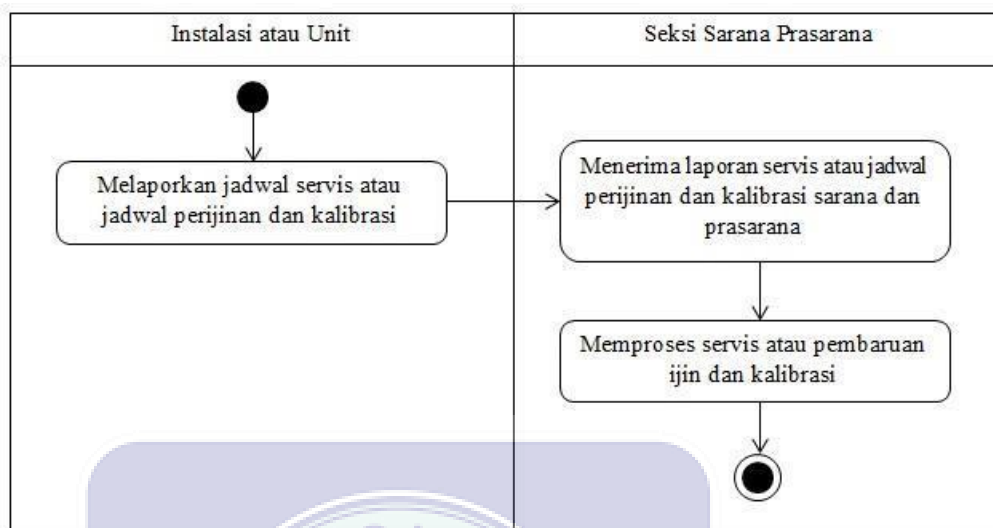 Instalasi atau Unit
Seksi Sarana Prasarana
Melaporkan jadwal servis atau
jadwal perijinan dan kalibrasi
Menerima laporan servis atau jadwal
perijinan dan kalibrasi sarana dan
prasarana
Memproses servis atau pembaruan
ijin dan kalibrasi